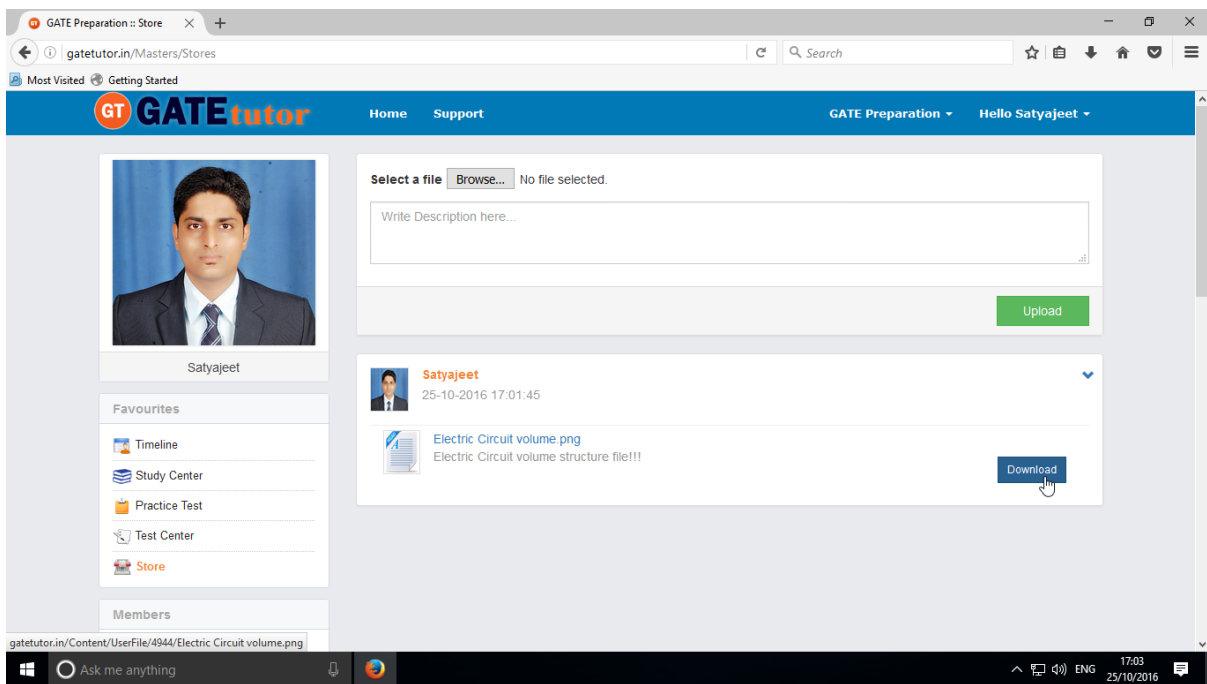 GATE Preparation :: Store
gatetutor.in/Masters/Stores
Search
Most Visited Getting Started
GT GATEtutor Home Support GATE Preparation Hello Satyajeet
Select a file Browse... No file selected.
Write Description here...
Upload
Satyajeet
Favourites
Timeline
Study Center
Practice Test
Test Center
Store
Members
Satyajeet
25-10-2016 17:01:45
Electric Circuit volume.png
Electric Circuit volume structure file!!!
Download
gatetutor.in/Content/UserFile/4944/Electric Circuit volume.png
Ask me anything
ENG
17:03
25/10/2016